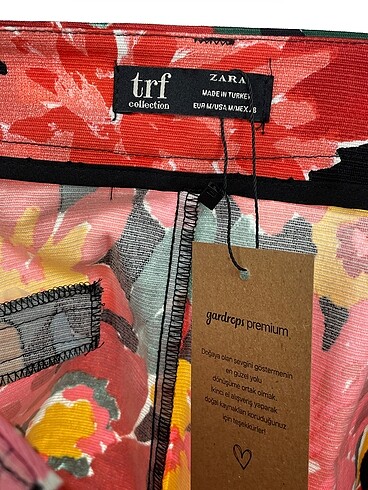 trf
collection
ZARA
MADE IN TURKEY
EUR M/USA M/MEX 28
gardrops premium
Doğaya olan sevgini göstermenin
en güzel yolu
dönüşüme ortak olmak,
İkinci el alışveriş yaparak
doğal kaynakları koruduğunuz
için teşekkürler!